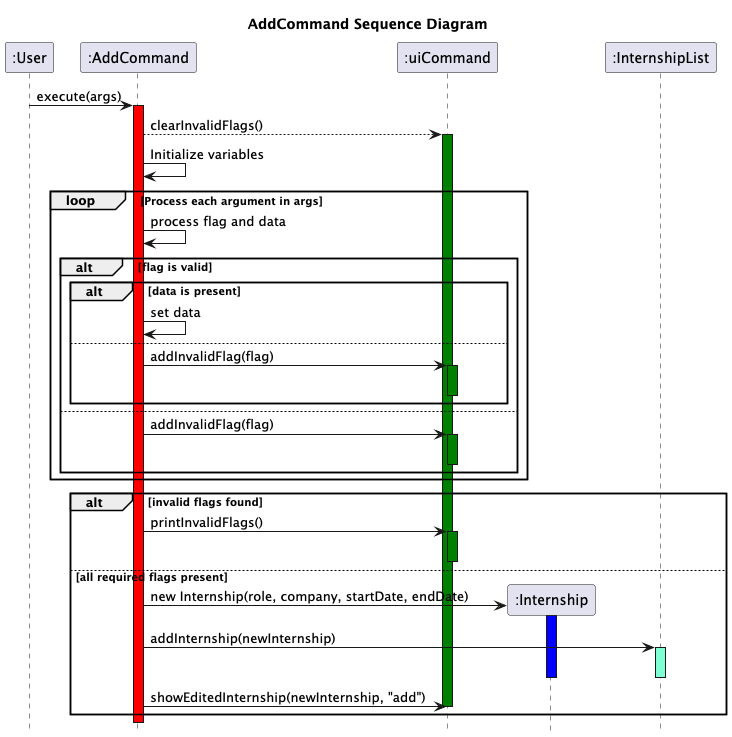 AddCommand Sequence Diagram
:User
:AddCommand
:uiCommand
:InternshipList
execute(args)
clearInvalidFlags()
Initialize variables
loop
[Process each argument in args]
process flag and data
alt
[flag is valid]
alt
[data is present]
set data
addInvalidFlag(flag)
addInvalidFlag(flag)
alt
[invalid flags found]
printInvalidFlags()
[all required flags present]
new Internship(role, company, startDate, endDate)
:Internship
addInternship(newInternship)
showEditedInternship(newInternship, "add")